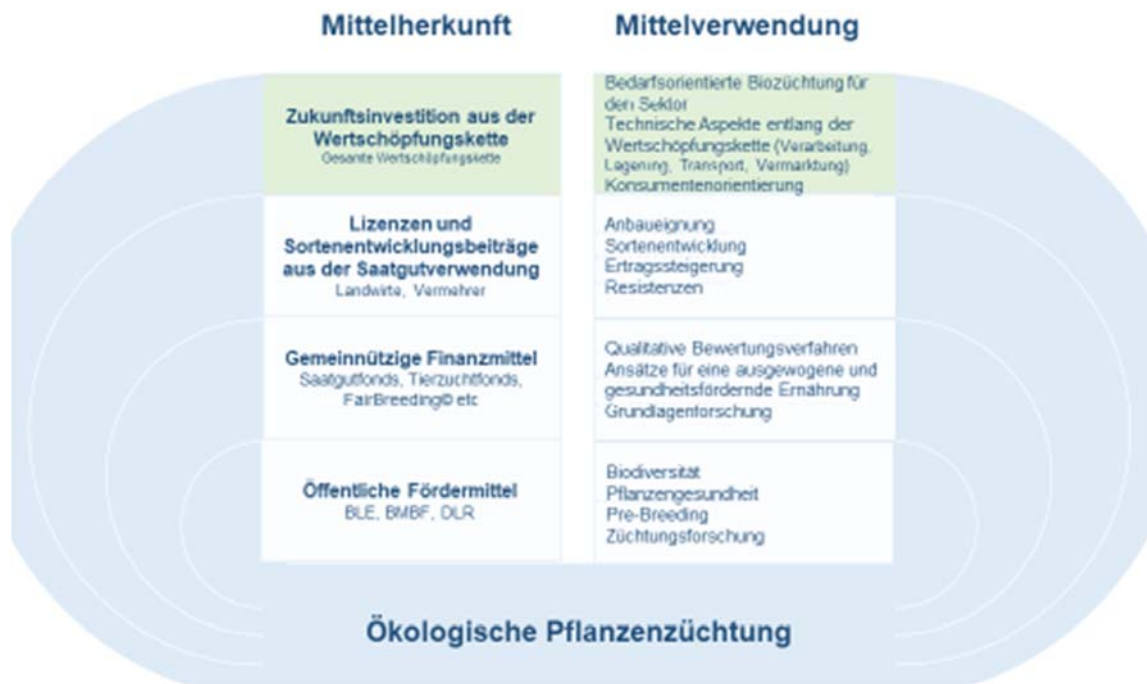 Mittelherkunft
Mittelverwendung
Zukunftsinvestition aus der
Wertschöpfungskette
Gesamte Wertschöpfungskette
Bedarfsorientierte Biozüchtung für
den Sektor
Technische Aspekte entlang der
Wertschöpfungskette (Verarbeitung,
Lagerung, Transport, Vermarktung)
Konsumentenorientierung
Lizenzen und
Sortenentwicklungsbeiträge
aus der Saatgutverwendung
Landwirte, Vermehrer
Anbaueignung
Sortenentwicklung
Ertragssteigerung
Resistenzen
Gemeinnützige Finanzmittel
Saatgutfonds, Tierzuchtfonds,
FairBreeding© etc
Qualitative Bewertungsverfahren
Ansätze für eine ausgewogene und
gesundheitsfördernde Ernährung
Grundlagenforschung
Öffentliche Fördermittel
BLE, BMBF, DLR
Biodiversität
Pflanzengesundheit
Pre-Breeding
Züchtungsforschung
Ökologische Pflanzenzüchtung